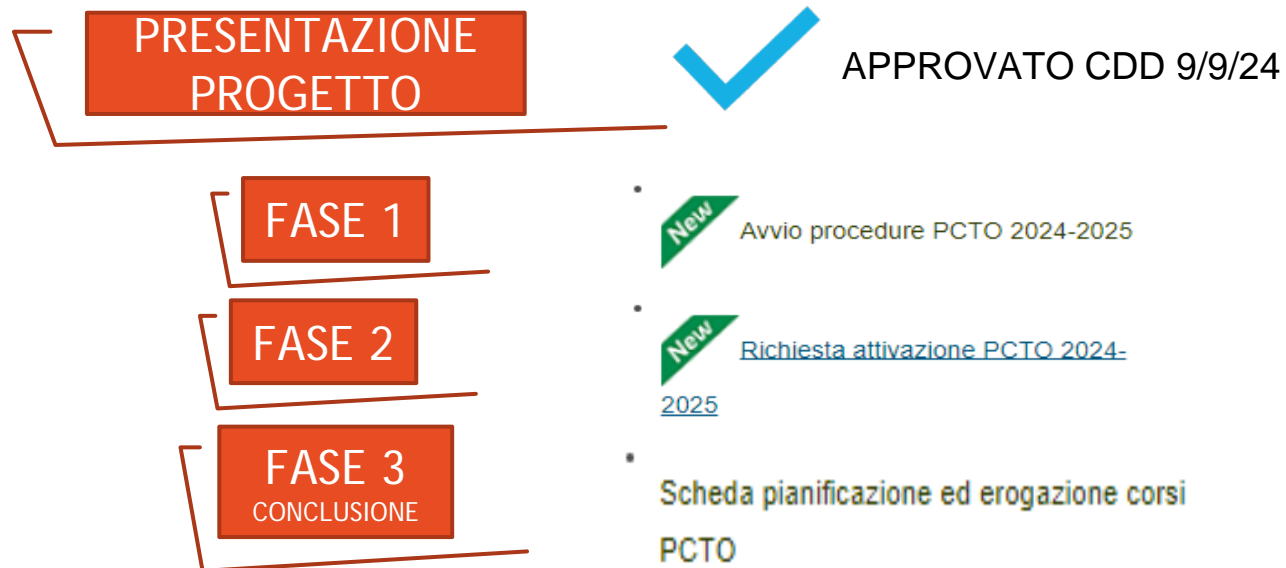 PRESENTAZIONE
PROGETTO
APPROVATO CDD 9/9/24
FASE 1
New
Avvio procedure PCTO 2024-2025
FASE 2
New
Richiesta attivazione PCTO 2024-
2025
FASE 3
CONCLUSIONE
Scheda pianificazione ed erogazione corsi
PCTO